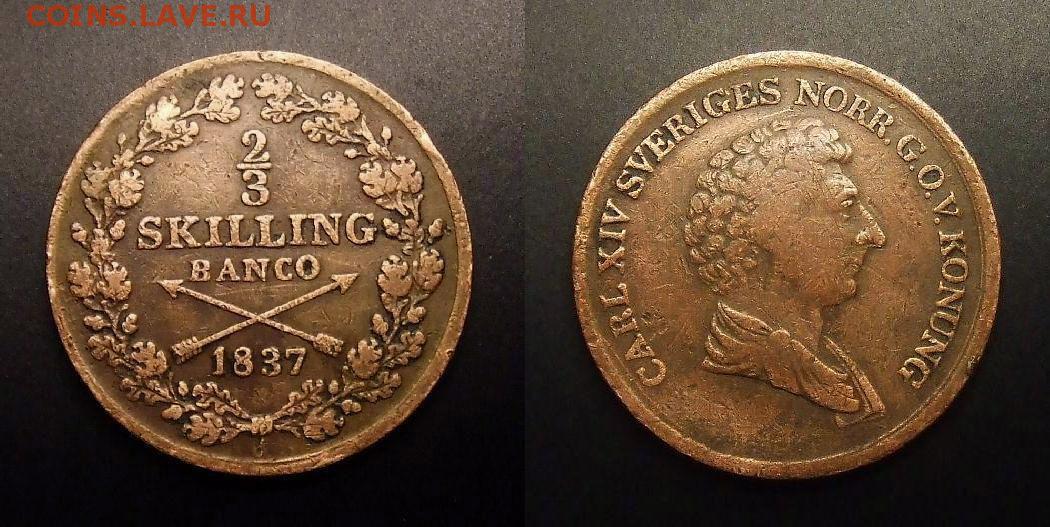 COINS.LAVE.RU
2
3
SKILLING
BANCO
1837
CARL XIV SVERIGES NORR. G. O. V. KONUNG